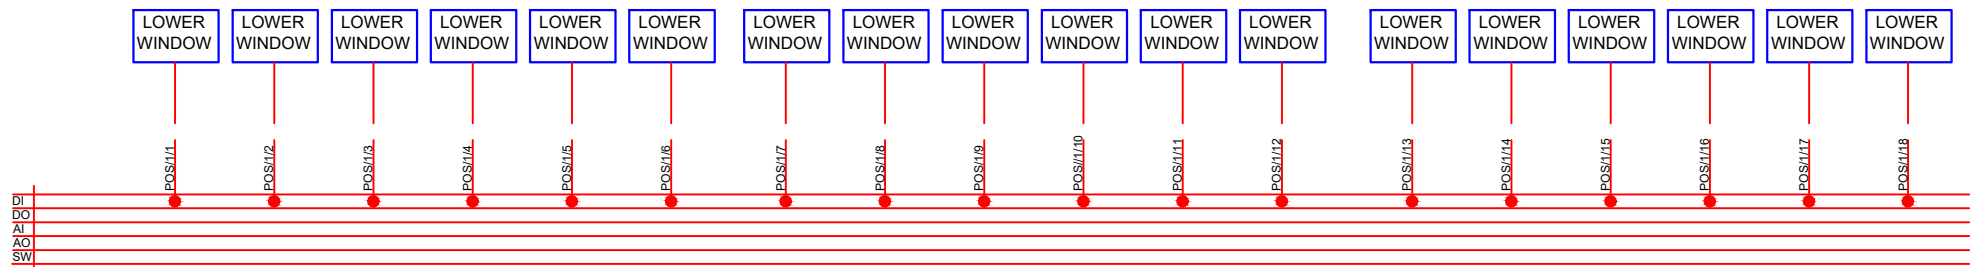 LOWER WINDOW LOWER WINDOW LOWER WINDOW LOWER WINDOW LOWER WINDOW LOWER WINDOW LOWER WINDOW LOWER WINDOW LOWER WINDOW LOWER WINDOW LOWER WINDOW LOWER WINDOW LOWER WINDOW LOWER WINDOW LOWER WINDOW LOWER WINDOW LOWER WINDOW LOWER WINDOW
POS/1/1 POS/1/2 POS/1/3 POS/1/4 POS/1/5 POS/1/6 POS/1/7 POS/1/8 POS/1/9 POS//1/10 POS/1/11 POS/1/12 POS/1/13 POS/1/14 POS/1/15 POS/1/16 POS/1/17 POS/1/18
DI
DO
AI
AO
SW